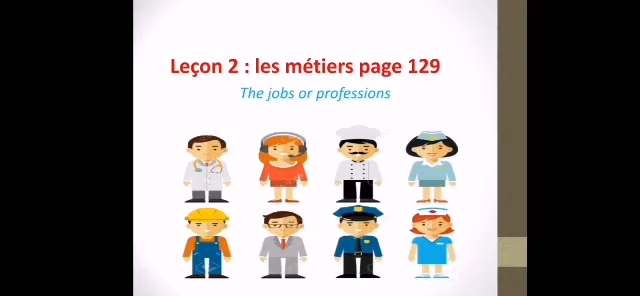 Leçon 2 : les métiers page 129
The jobs or professions